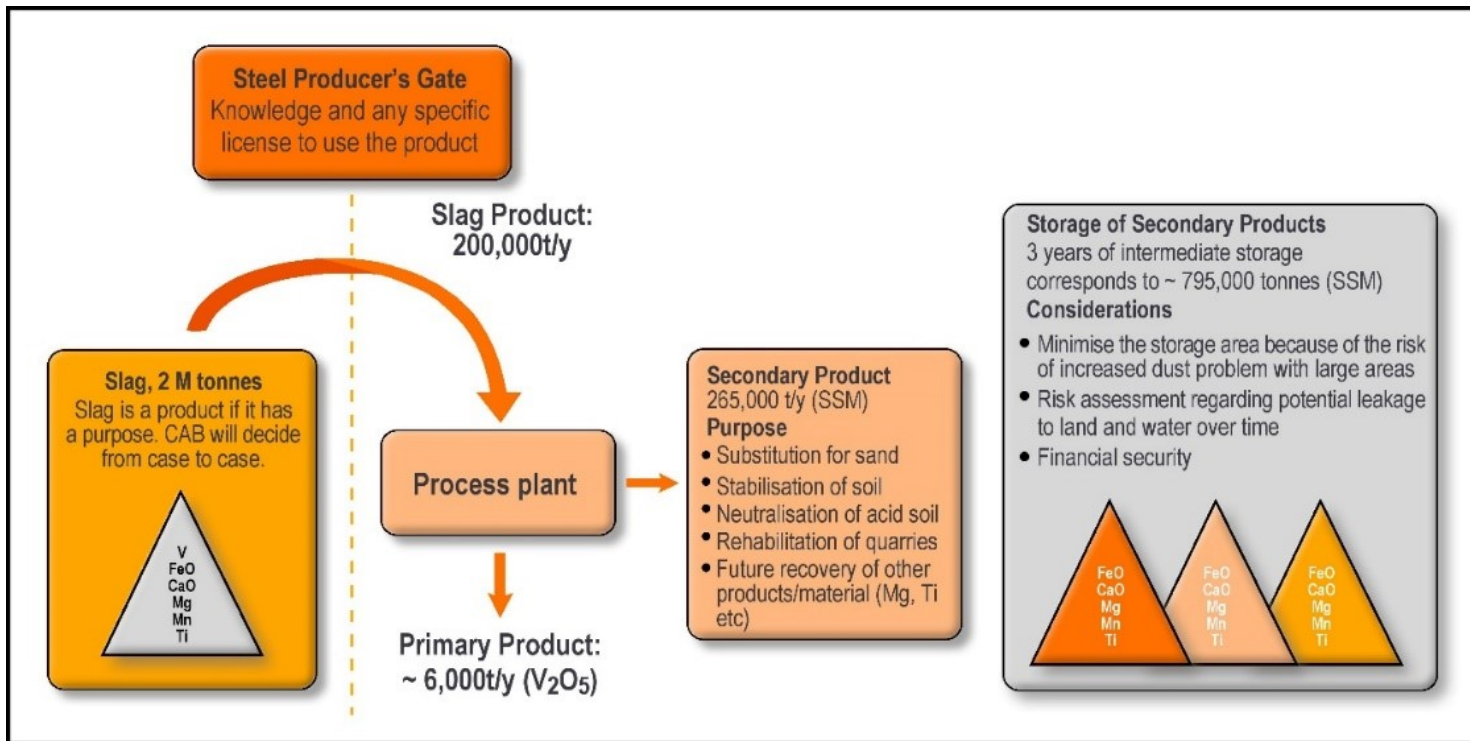 Steel Producer's Gate
Knowledge and any specific
license to use the product
Slag Product:
200,000t/y
Slag, 2 M tonnes
Slag is a product if it has
a purpose. CAB will decide
from case to case.
V
FeO
CaO
Mg
Mn
Ti
Process plant
Primary Product:
~ 6,000t/y (V₂O₅)
Secondary Product
265,000 t/y (SSM)
Purpose
• Substitution for sand
• Stabilisation of soil
• Neutralisation of acid soil
• Rehabilitation of quarries
• Future recovery of other
products/material (Mg, Ti
etc)
Storage of Secondary Products
3 years of intermediate storage
corresponds to ~ 795,000 tonnes (SSM)
Considerations
• Minimise the storage area because of the risk
of increased dust problem with large areas
• Risk assessment regarding potential leakage
to land and water over time
• Financial security
FeO
CaO
Mg
Mn
Ti
FeO
CaO
Mg
Mn
Ti
FeO
CaO
Mg
Mn
Ti